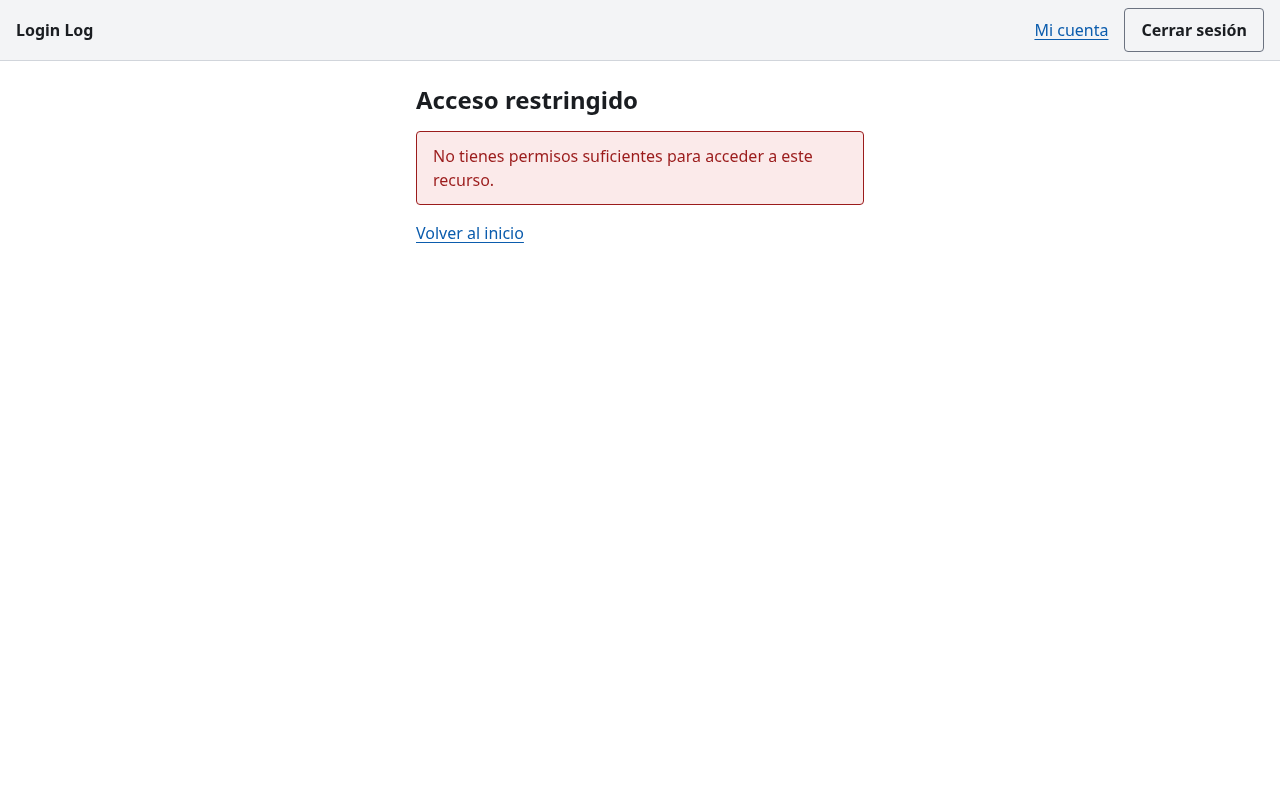 Login Log
Mi cuenta
Cerrar sesión
Acceso restringido
No tienes permisos suficientes para acceder a este
recurso.
Volver al inicio